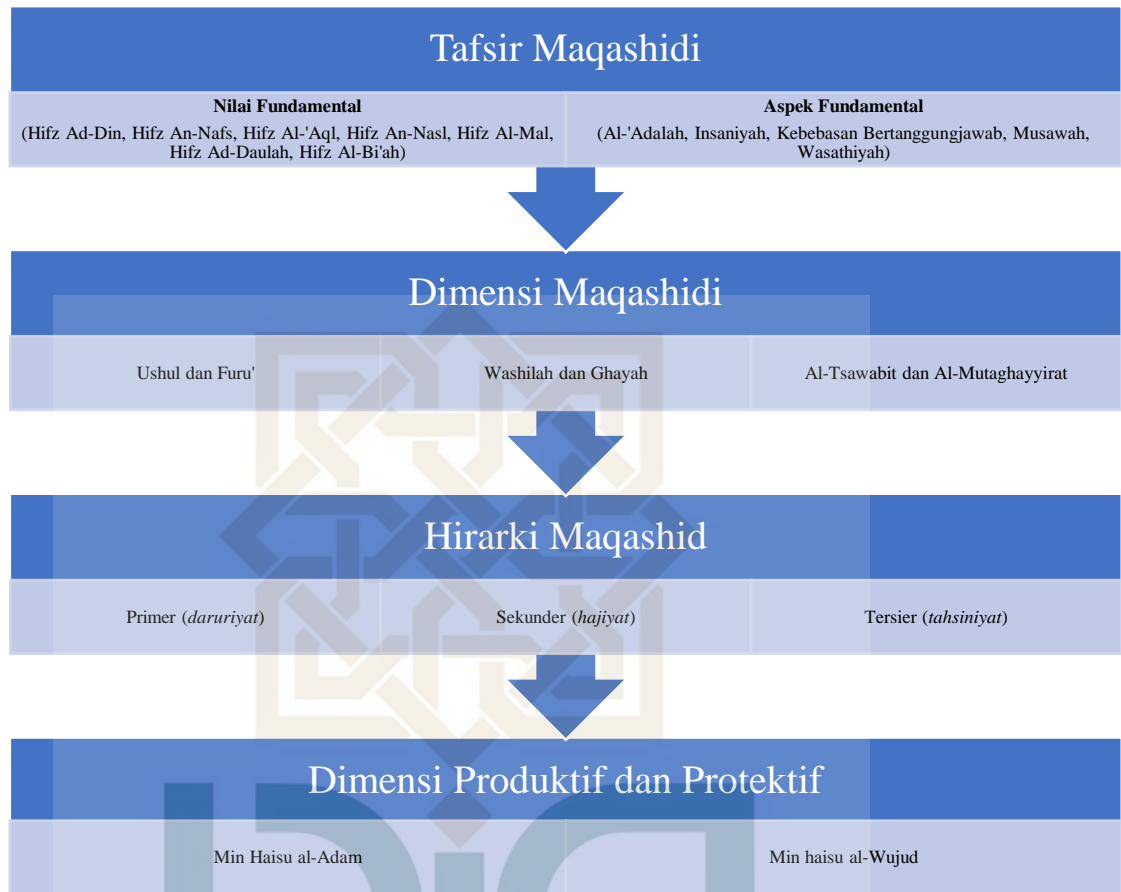 Tafsir Maqashidi
Nilai Fundamental
(Hifz Ad-Din, Hifz An-Nafs, Hifz Al-'Aql, Hifz An-Nasl, Hifz Al-Mal,
Hifz Ad-Daulah, Hifz Al-Bi'ah)
Aspek Fundamental
(Al-'Adalah, Insaniyah, Kebebasan Bertanggungjawab, Musawah,
Wasathiyah)
Dimensi Maqashidi
Ushul dan Furu'
Washilah dan Ghayah
Al-Tsawabit dan Al-Mutaghayyirat
Hirarki Maqashid
Primer (daruriyat)
Sekunder (hajiyat)
Tersier (tahsiniyat)
Dimensi Produktif dan Protektif
Min Haisu al-Adam
Min haisu al-Wujud